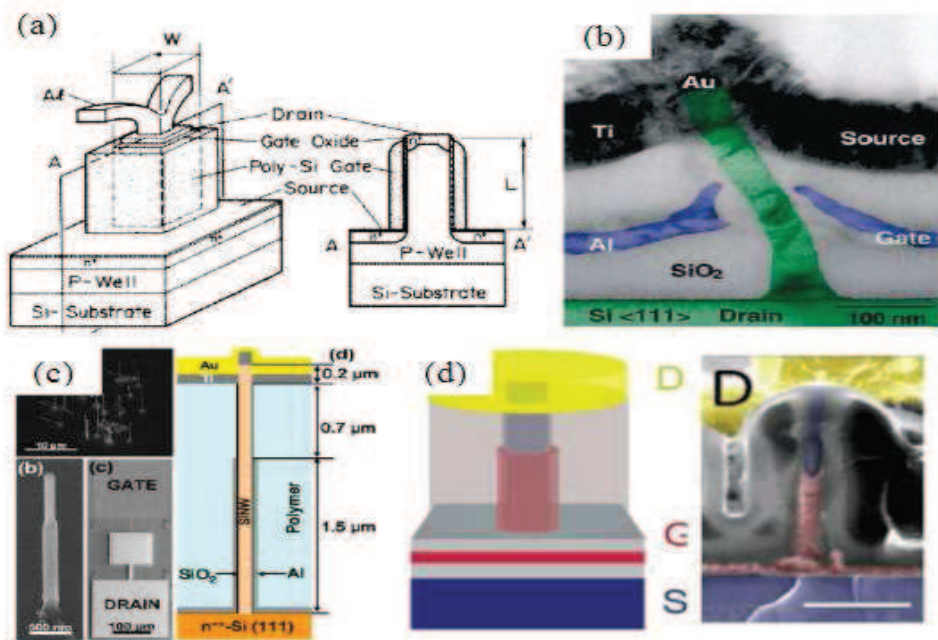 (a)
W
Aℓ
A'
A
Drain
Gate Oxide
Poly-Si Gate
Source
L
n⁺
P-Well
Si-Substrate
A
n⁺
n⁺
A'
P-Well
Si-Substrate
(b)
Au
Ti
Source
Al
Gate
SiO₂
Si <111> Drain
100 nm
(c)
10 μm
(b)
500 nm
(c)
GATE
DRAIN
100 μm
(d)
Au
0.2 μm
0.7 μm
SiNW
Polymer
1.5 μm
SiO₂
Al
n⁺⁺-Si (111)
(d)
D
G
S
D